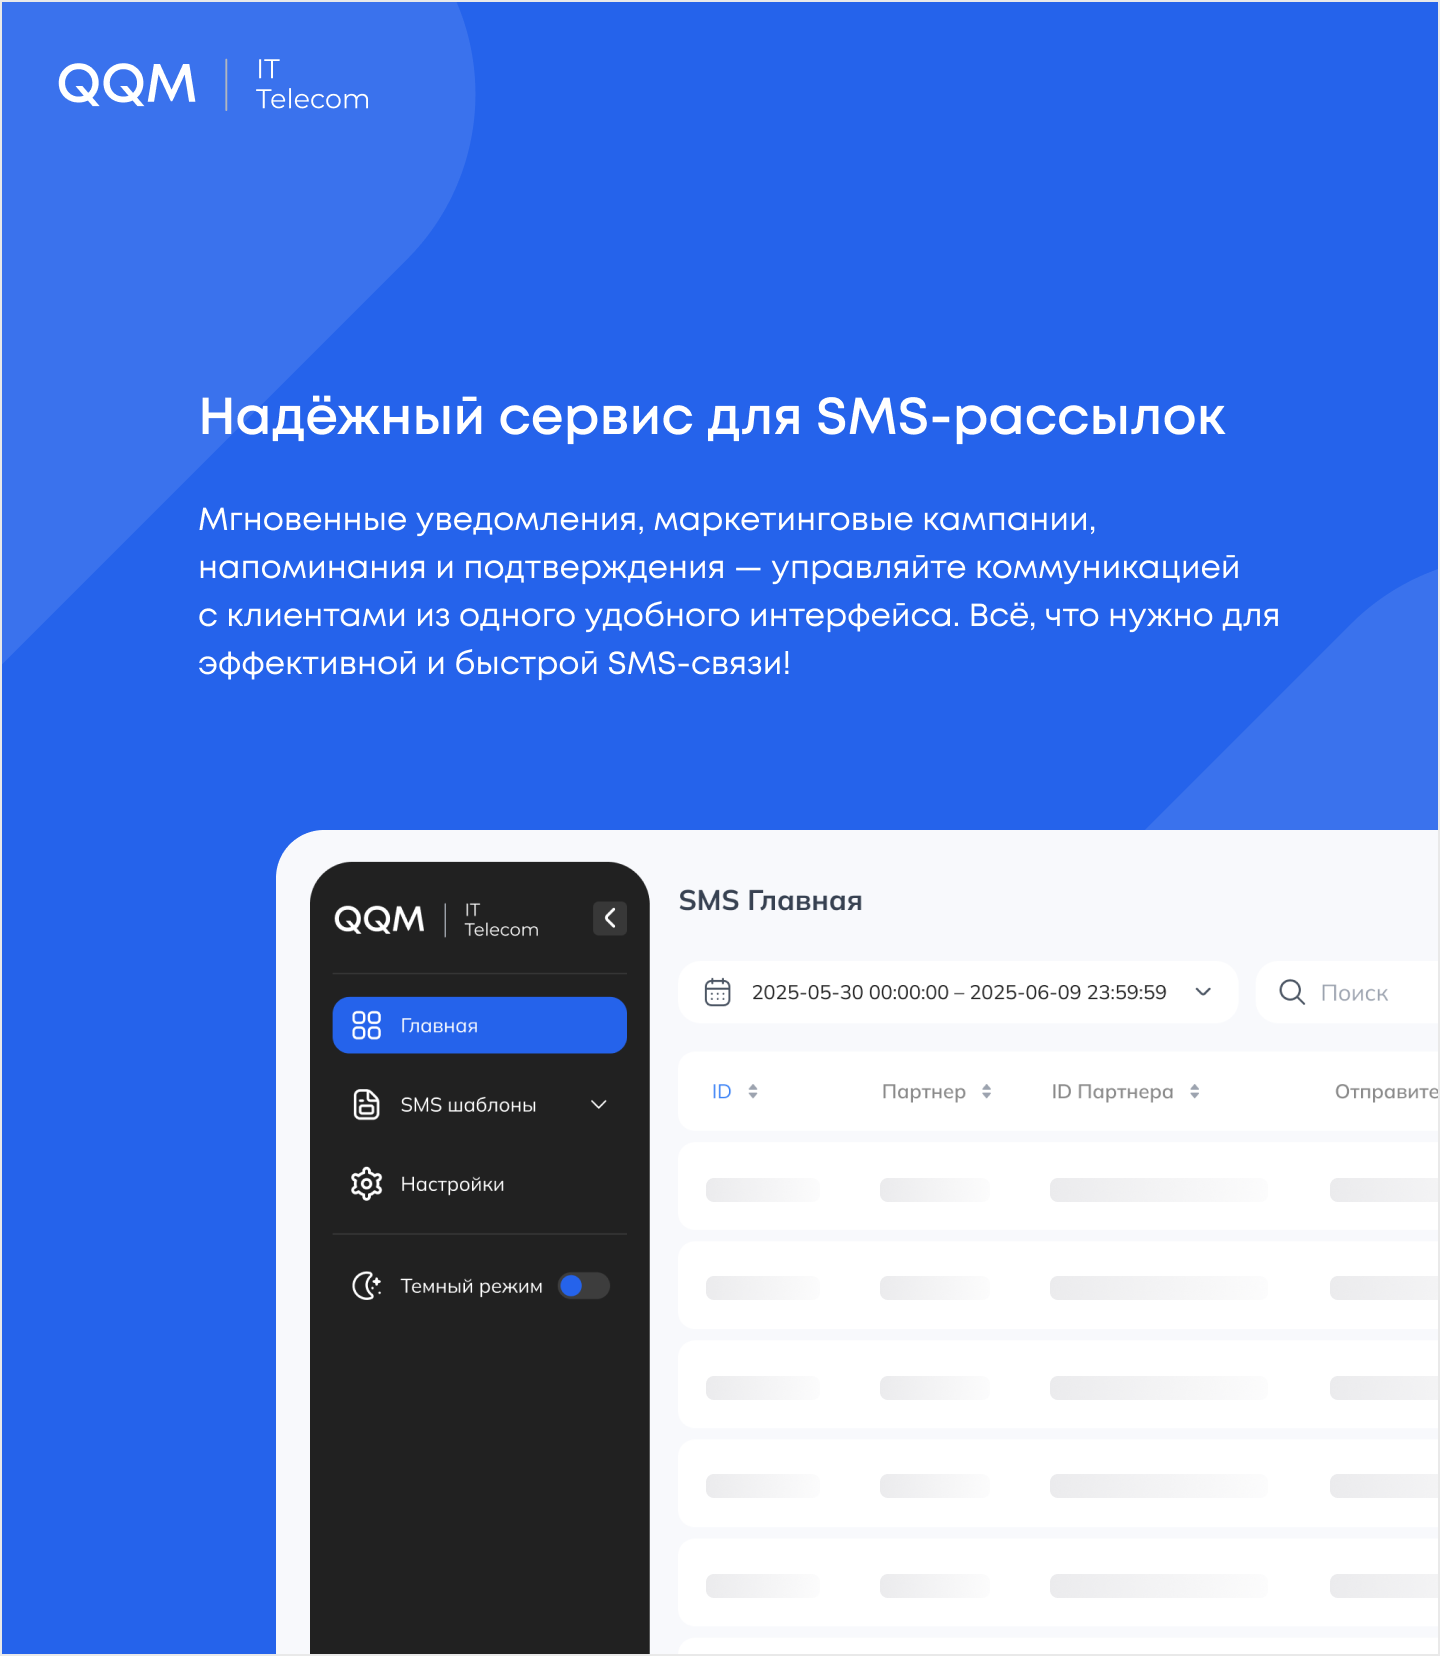 QQM
IT
Telecom
Надёжный сервис для SMS-рассылок
Мгновенные уведомления, маркетинговые кампании,
напоминания и подтверждения — управляйте коммуникацией
с клиентами из одного удобного интерфейса. Всё, что нужно для
эффективной и быстрой SMS-связи!
QQM
IT
Telecom
Главная
SMS шаблоны
Настройки
Темный режим
SMS Главная
2025-05-30 00:00:00 – 2025-06-09 23:59:59
Поиск
ID Партнер ID Партнера Отправите